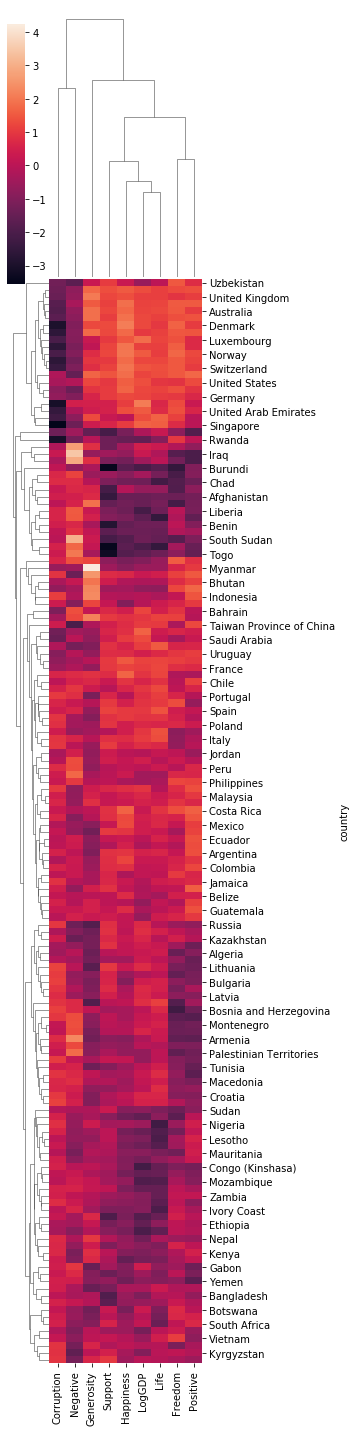 4
3
2
1
0
−1
−2
−3
Uzbekistan
United Kingdom
Australia
Denmark
Luxembourg
Norway
Switzerland
United States
Germany
United Arab Emirates
Singapore
Rwanda
Iraq
Burundi
Chad
Afghanistan
Liberia
Benin
South Sudan
Togo
Myanmar
Bhutan
Indonesia
Bahrain
Taiwan Province of China
Saudi Arabia
Uruguay
France
Chile
Portugal
Spain
Poland
Italy
Jordan
Peru
Philippines
Malaysia
Costa Rica
Mexico
Ecuador
Argentina
Colombia
Jamaica
Belize
Guatemala
Russia
Kazakhstan
Algeria
Lithuania
Bulgaria
Latvia
Bosnia and Herzegovina
Montenegro
Armenia
Palestinian Territories
Tunisia
Macedonia
Croatia
Sudan
Nigeria
Lesotho
Mauritania
Congo (Kinshasa)
Mozambique
Zambia
Ivory Coast
Ethiopia
Nepal
Kenya
Gabon
Yemen
Bangladesh
Botswana
South Africa
Vietnam
Kyrgyzstan
country
Corruption
Negative
Generosity
Support
Happiness
LogGDP
Life
Freedom
Positive